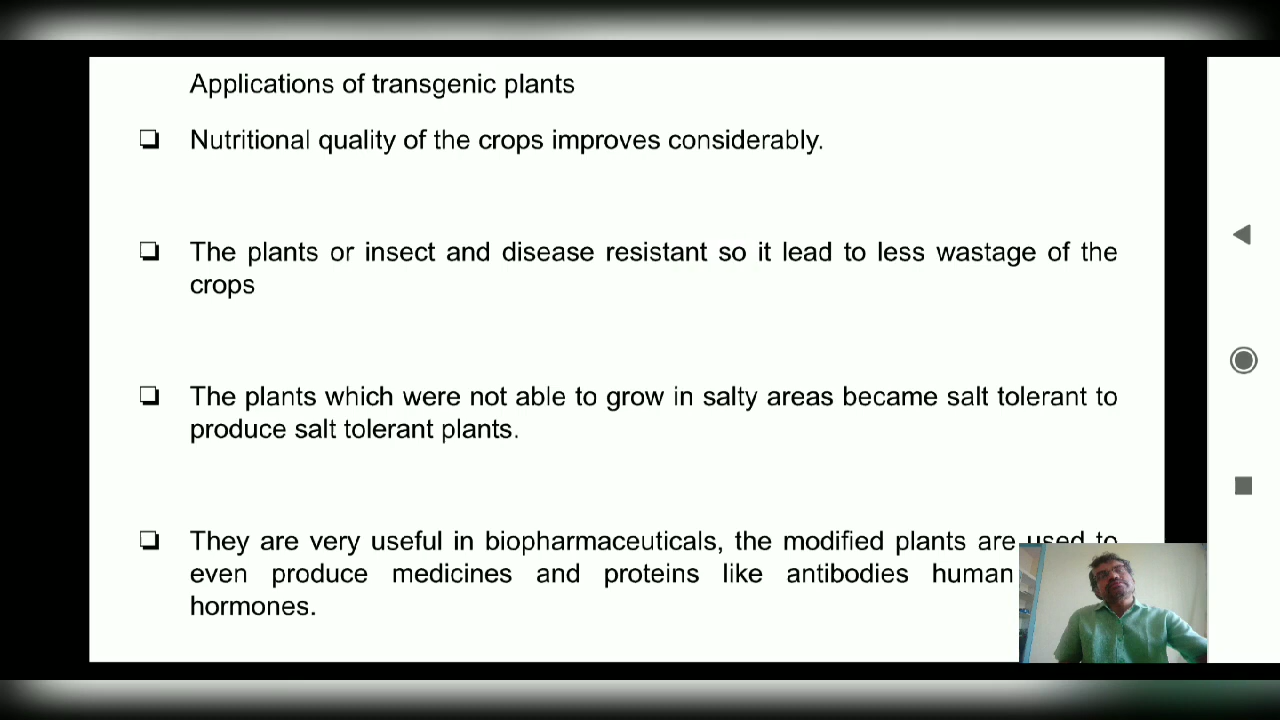 Applications of transgenic plants
❏ Nutritional quality of the crops improves considerably.
❏ The plants or insect and disease resistant so it lead to less wastage of the
crops
❏ The plants which were not able to grow in salty areas became salt tolerant to
produce salt tolerant plants.
❏ They are very useful in biopharmaceuticals, the modified plants are used to
even produce medicines and proteins like antibodies human
hormones.